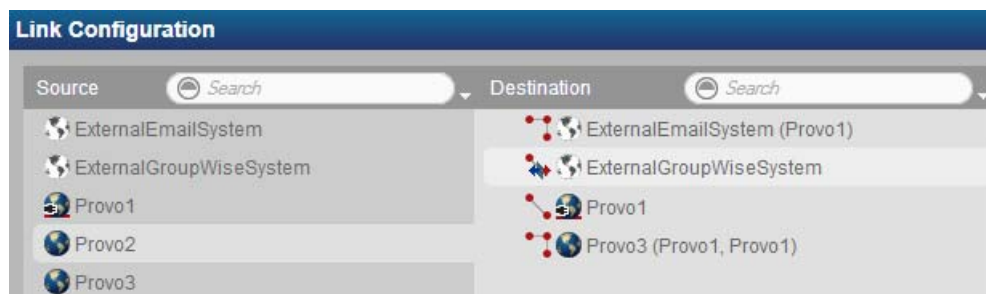 Link Configuration
Source Search Destination Search
ExternalEmailSystem ExternalEmailSystem (Provo1)
ExternalGroupWiseSystem ExternalGroupWiseSystem
Provo1 Provo1
Provo2 Provo3 (Provo1, Provo1)
Provo3